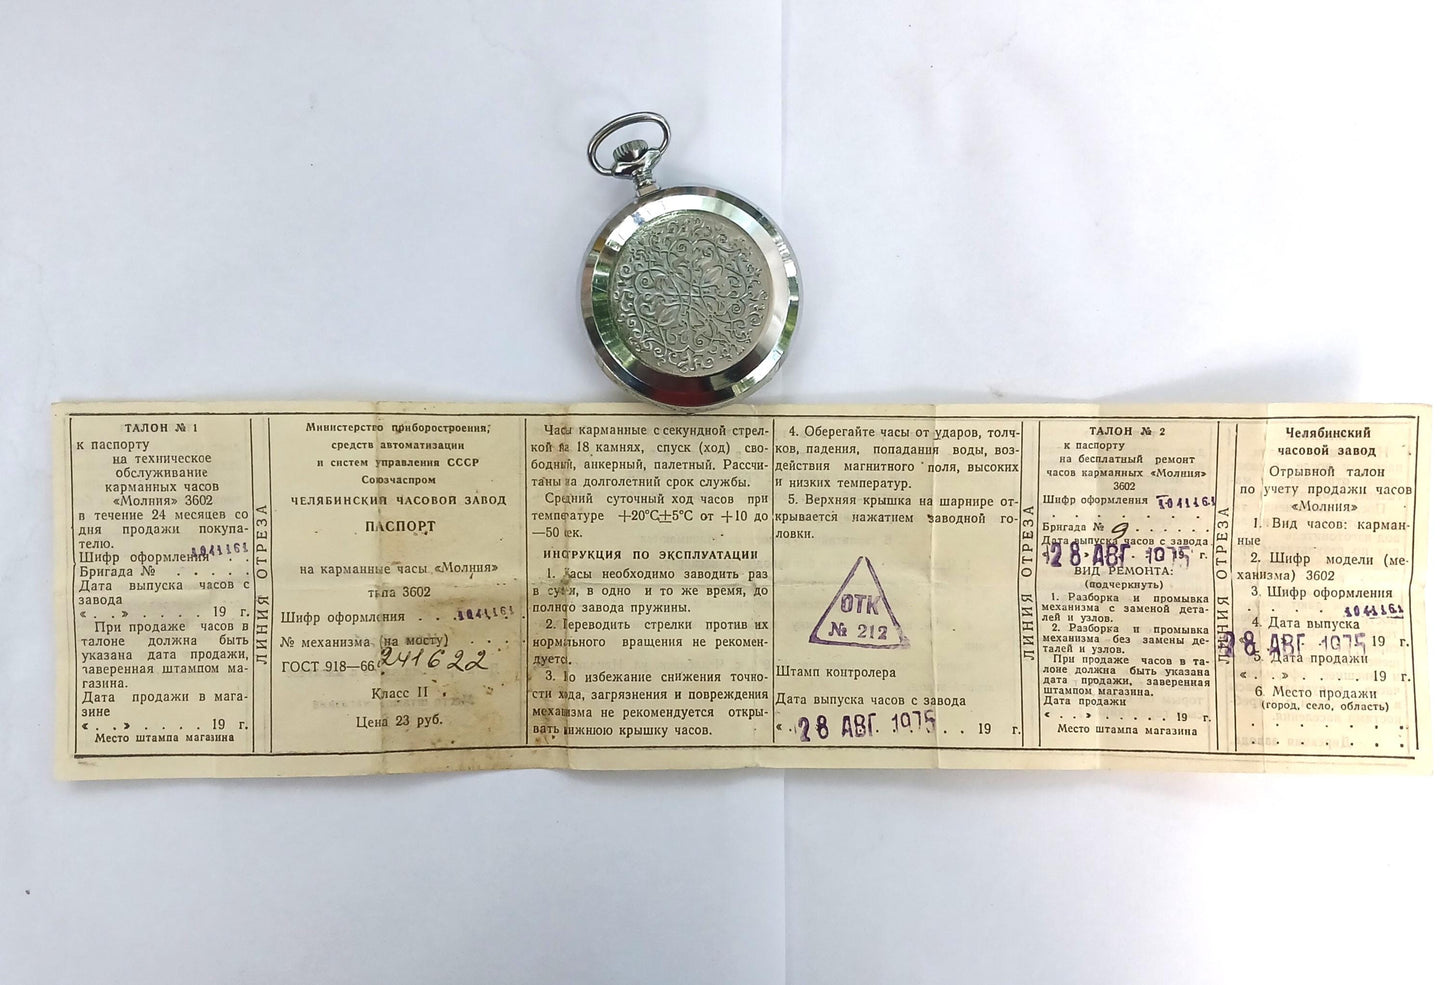 ТАЛОН № 1
к паспорту
на техническое
обслуживание
карманных часов
«Молния» 3602
в течение 24 месяцев со
дня продажи покупа-
телю.
Шифр оформления 1041161
Бригада № . . . . .
Дата выпуска часов с
завода
« . . » . . . . . 19 г.
При продаже часов в
талоне должна быть
указана дата продажи,
заверенная штампом ма-
газина.
Дата продажи в мага-
зине
« . . » . . . . . 19 г.
Место штампа магазина
ЛИНИЯ ОТРЕЗА
Министерство приборостроения,
средств автоматизации
и систем управления СССР
Союзчаспром
ЧЕЛЯБИНСКИЙ ЧАСОВОЙ ЗАВОД
ПАСПОРТ
на карманные часы «Молния»
типа 3602
Шифр оформления . . . 1041161
№ механизма (на мосту) . . . .
ГОСТ 918—66 241622
Класс II
Цена 23 руб.
Часы карманные с секундной стрел-
кой на 18 камнях, спуск (ход) сво-
бодный, анкерный, палетный. Рассчи-
таны на долголетний срок службы.
Средний суточный ход часов при
температуре +20°С±5°С от +10 до
—50 сек.
ИНСТРУКЦИЯ ПО ЭКСПЛУАТАЦИИ
1. Часы необходимо заводить раз
в сутки, в одно и то же время, до
полного завода пружины.
2. Переводить стрелки против их
нормального вращения не рекомен-
дуется.
3. Во избежание снижения точно-
сти хода, загрязнения и повреждения
механизма не рекомендуется откры-
вать нижнюю крышку часов.
4. Оберегайте часы от ударов, толч-
ков, падения, попадания воды, воз-
действия магнитного поля, высоких
и низких температур.
5. Верхняя крышка на шарнире от-
крывается нажатием заводной го-
ловки.
ОТК
№ 212
Штамп контролера
Дата выпуска часов с завода
« 28 АВГ. 1975 . . 19 г.
ЛИНИЯ ОТРЕЗА
ТАЛОН № 2
к паспорту
на бесплатный ремонт
часов карманных «Молния»
3602
Шифр оформления 1041161
Бригада № 9 . . . . . .
Дата выпуска часов с завода
28 АВГ 1975 г.
ВИД РЕМОНТА:
(подчеркнуть)
1. Разборка и промывка
механизма с заменой дета-
лей и узлов.
2. Разборка и промывка
механизма без замены де-
талей и узлов.
При продаже часов в та-
лоне должна быть указана
дата продажи, заверенная
штампом магазина.
Дата продажи
« . . » . . . . . 19 г.
Место штампа магазина
ЛИНИЯ ОТРЕЗА
Челябинский
часовой завод
Отрывной талон
по учету продажи часов
«Молния»
1. Вид часов: карман-
ные
2. Шифр модели (ме-
ханизма) 3602
3. Шифр оформления
. . . . . 1041161
4. Дата выпуска
28 АВГ 1975 19 г.
5. Дата продажи
« . . » . . . . . 19 г.
6. Место продажи
(город, село, область)